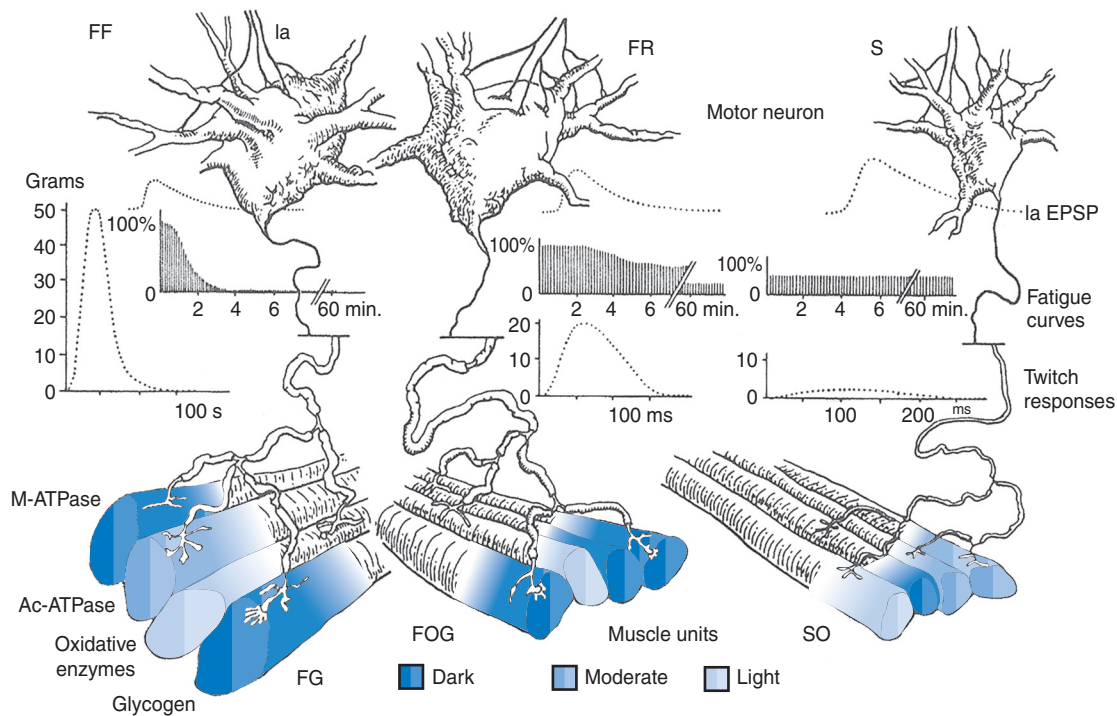 FF
Ia
FR
S
Motor neuron
Grams
50
40
30
20
10
0
100 s
100%
0
2
4
6
60 min.
100%
0
2
4
6
60 min.
100%
0
2
4
6
60 min.
Ia EPSP
Fatigue
curves
20
10
0
100 ms
10
0
100
200
ms
Twitch
responses
M-ATPase
Ac-ATPase
Oxidative
enzymes
Glycogen
FG
FOG
Muscle units
SO
Dark
Moderate
Light